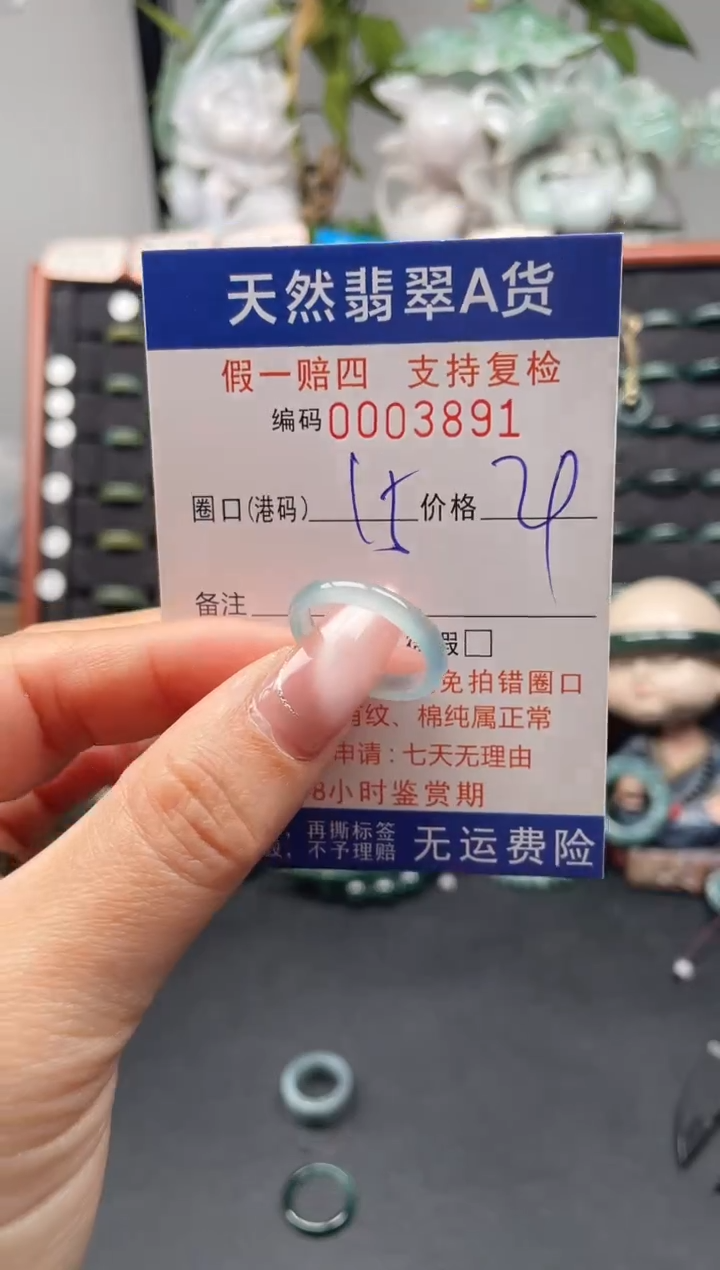 天然翡翠A货
假一赔四 支持复检
编码0003891
圈口(港码) 15 价格
备注
假□
免拍错圈口
纹、棉纯属正常
申请:七天无理由
8小时鉴赏期
再撕标签
不予理赔 无运费险